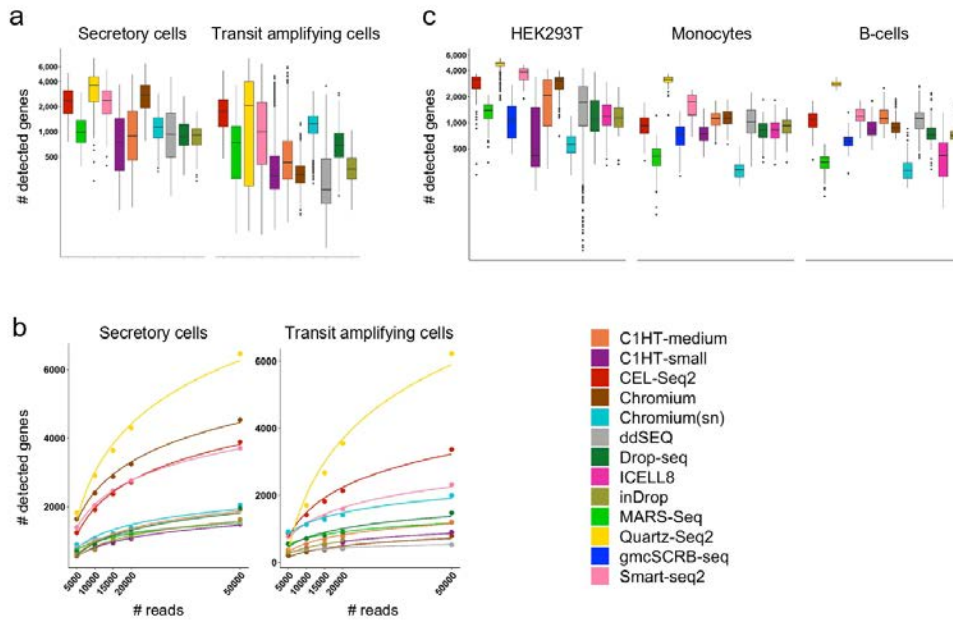 a
Secretory cells
Transit amplifying cells
# detected genes
6,000
4,000
2,000
1,000
500
c
HEK293T
Monocytes
B-cells
# detected genes
6,000
4,000
2,000
1,000
500
b
Secretory cells
Transit amplifying cells
# detected genes
6000
4000
2000
6000
4000
2000
0
5000
10000
15000
20000
50000
5000
10000
15000
20000
50000
# reads
# reads
C1HT-medium
C1HT-small
CEL-Seq2
Chromium
Chromium(sn)
ddSEQ
Drop-seq
ICELL8
inDrop
MARS-Seq
Quartz-Seq2
gmcSCRB-seq
Smart-seq2